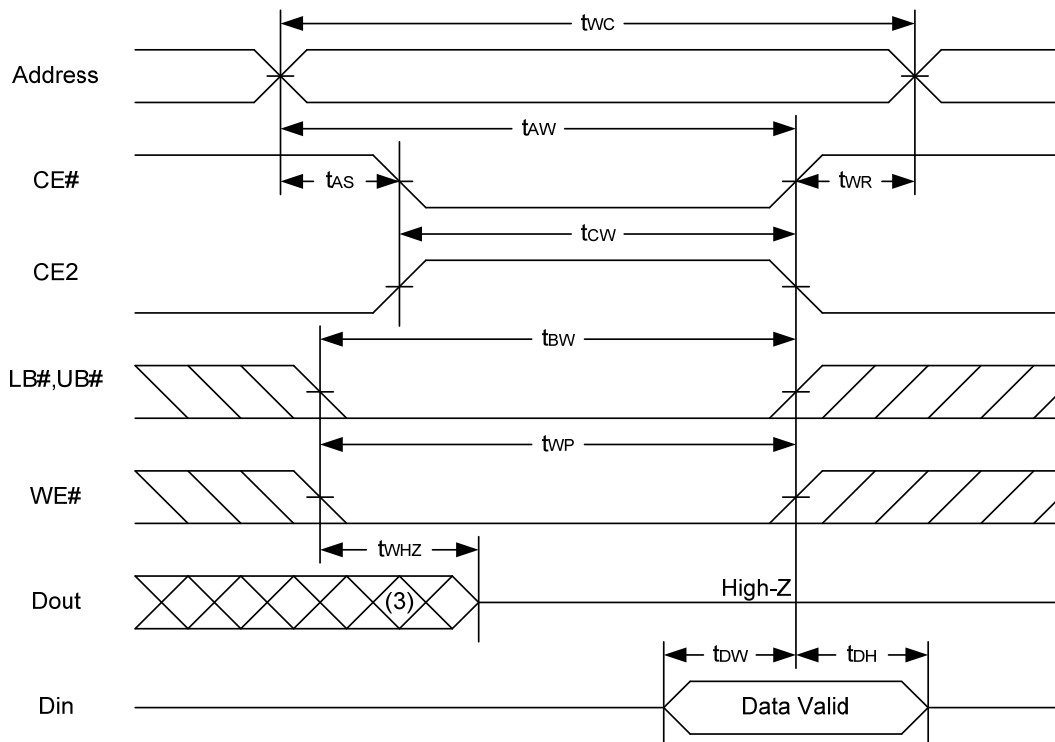 tWC
Address
tAW
CE#
tAS
tWR
tCW
CE2
tBW
LB#,UB#
tWP
WE#
tWHZ
Dout
(3)
High-Z
tDW
tDH
Din
Data Valid